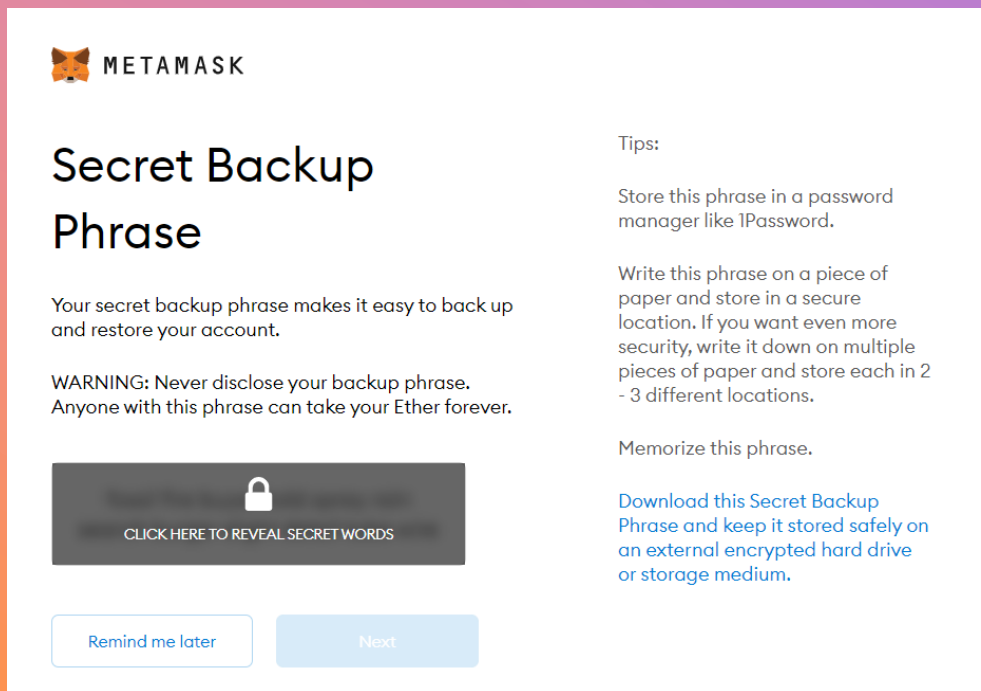 METAMASK
Secret Backup
Phrase
Your secret backup phrase makes it easy to back up
and restore your account.
WARNING: Never disclose your backup phrase.
Anyone with this phrase can take your Ether forever.
CLICK HERE TO REVEAL SECRET WORDS
Remind me later
Next
Tips:
Store this phrase in a password
manager like 1Password.
Write this phrase on a piece of
paper and store in a secure
location. If you want even more
security, write it down on multiple
pieces of paper and store each in 2
- 3 different locations.
Memorize this phrase.
Download this Secret Backup
Phrase and keep it stored safely on
an external encrypted hard drive
or storage medium.